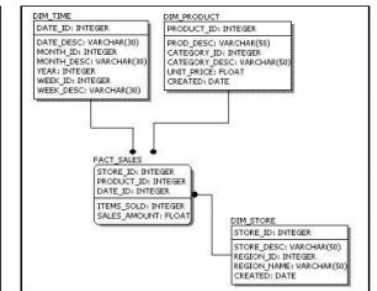 DIM_TIME
DATE_ID: INTEGER
DATE_DESC: VARCHAR(30)
MONTH_ID: INTEGER
MONTH_DESC: VARCHAR(30)
YEAR: INTEGER
WEEK_ID: INTEGER
WEEK_DESC: VARCHAR(30)
DIM_PRODUCT
PRODUCT_ID: INTEGER
PROD_DESC: VARCHAR(50)
CATEGORY_ID: INTEGER
CATEGORY_DESC: VARCHAR(50)
UNIT_PRICE: FLOAT
CREATED: DATE
FACT_SALES
STORE_ID: INTEGER
PRODUCT_ID: INTEGER
DATE_ID: INTEGER
ITEMS_SOLD: INTEGER
SALES_AMOUNT: FLOAT
DIM_STORE
STORE_ID: INTEGER
STORE_DESC: VARCHAR(50)
REGION_ID: INTEGER
REGION_NAME: VARCHAR(50)
CREATED: DATE